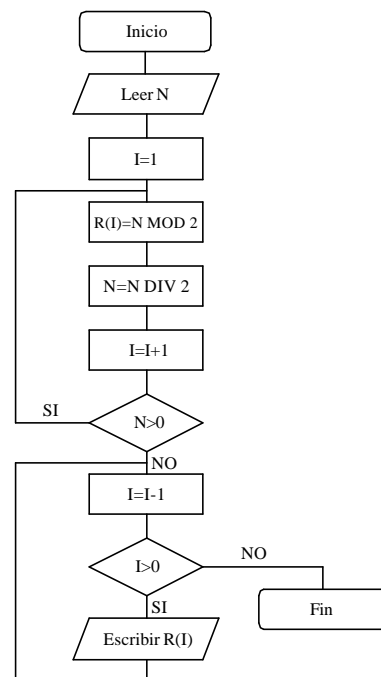 Inicio
Leer N
I=1
R(I)=N MOD 2
N=N DIV 2
I=I+1
SI
N>0
NO
I=I-1
I>0
NO
SI
Fin
Escribir R(I)